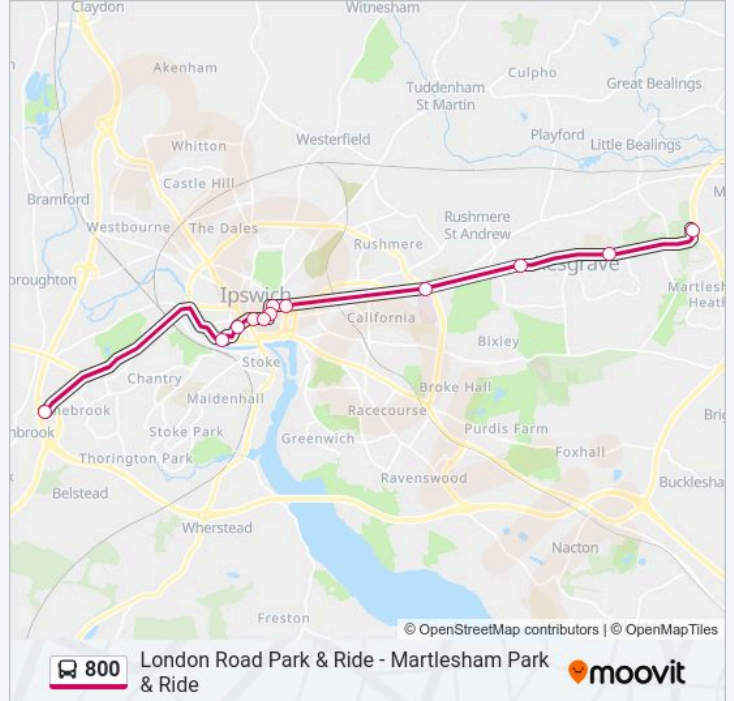 Claydon
Witnesham
Akenham
Culpho
Tuddenham
St Martin
Great Bealings
Playford
Whitton
Westerfield
Little Bealings
Castle Hill
Bramford
Westbourne
The Dales
Rushmere
St Andrew
Rushmere
Ipswich
California
Bixley
Stoke
Chantry
Maidenhall
Broke Hall
Racecourse
Stoke Park
Greenwich
Purdis Farm
Thorington Park
Foxhall
Ravenswood
Belstead
Wherstead
Nacton
Freston
© OpenStreetMap contributors | © OpenMapTiles
800
London Road Park & Ride - Martlesham Park
& Ride
moovit